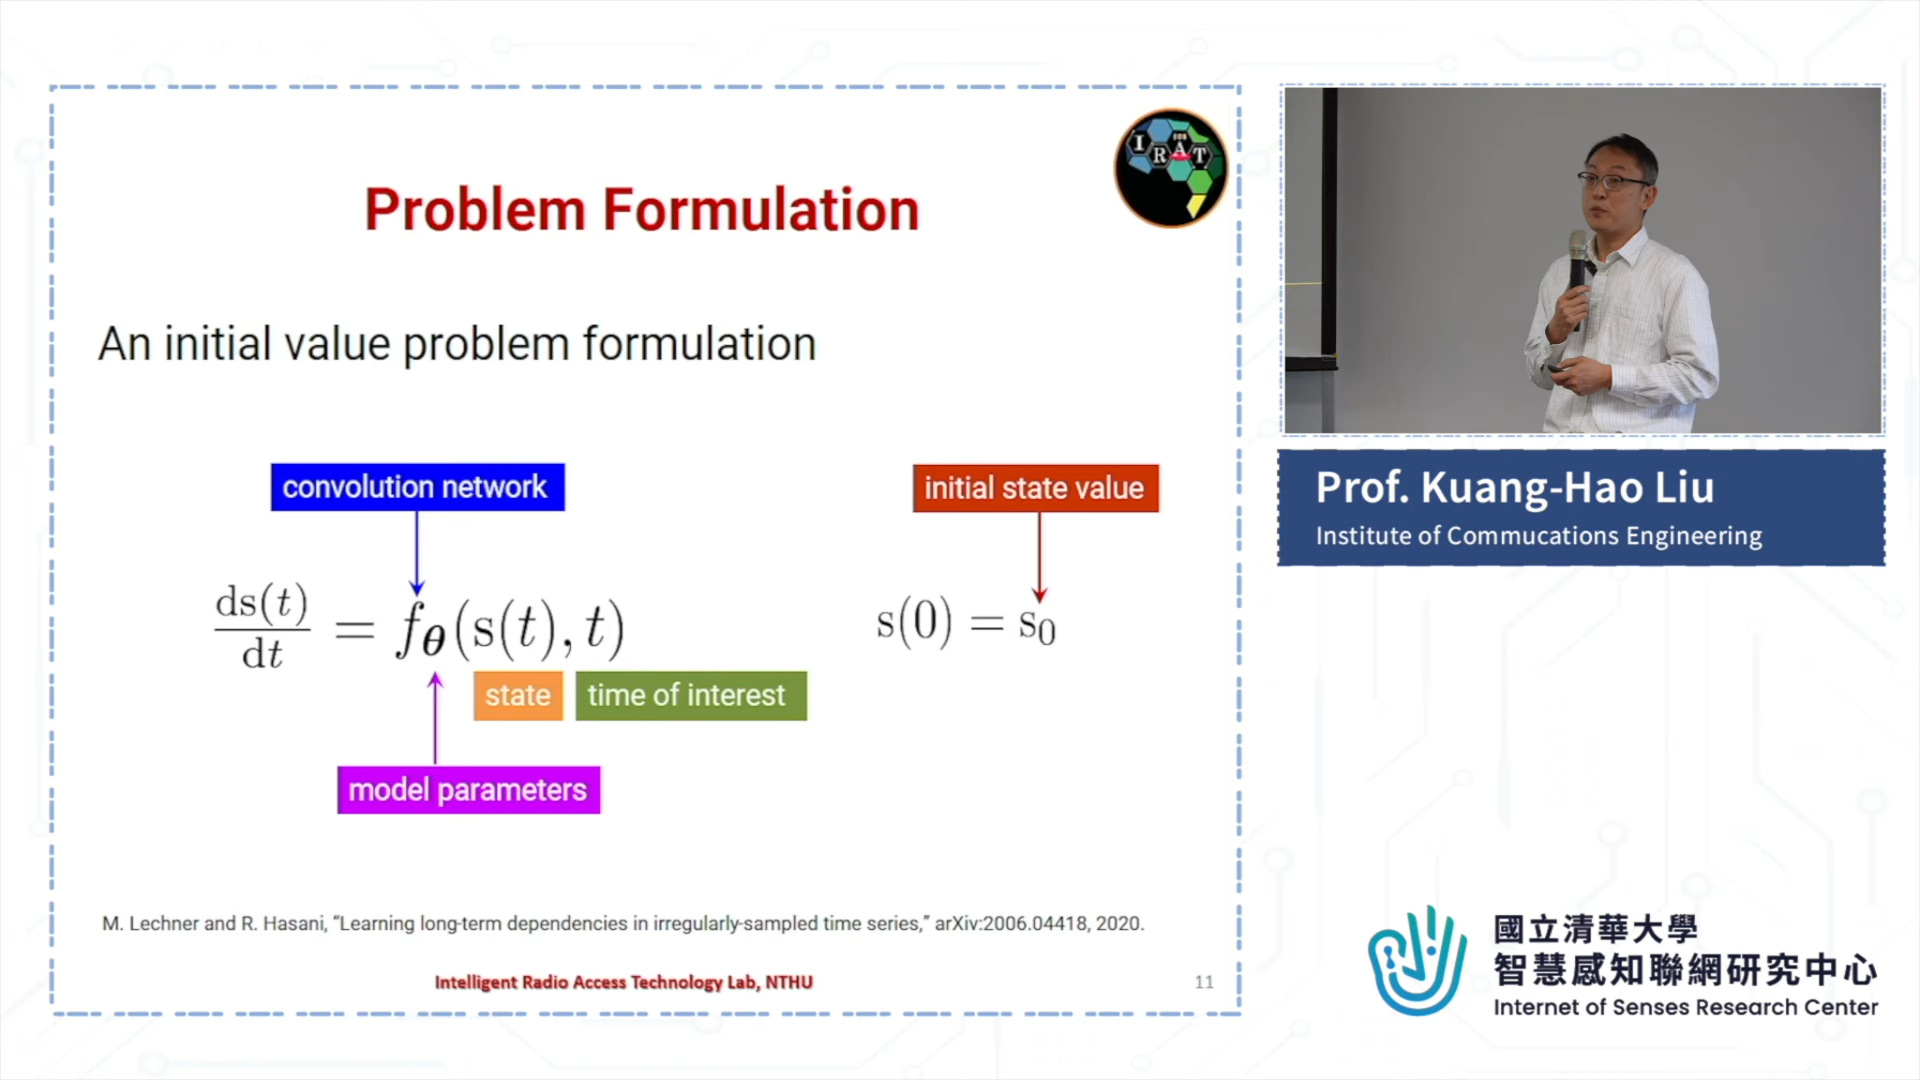 I R A T
Problem Formulation
An initial value problem formulation
convolution network
initial state value
ds(t)/dt = fθ(s(t), t)
s(0) = s0
state
time of interest
model parameters
M. Lechner and R. Hasani, “Learning long-term dependencies in irregularly-sampled time series,” arXiv:2006.04418, 2020.
Intelligent Radio Access Technology Lab, NTHU
11
Prof. Kuang-Hao Liu
Institute of Commucations Engineering
國立清華大學
智慧感知聯網研究中心
Internet of Senses Research Center